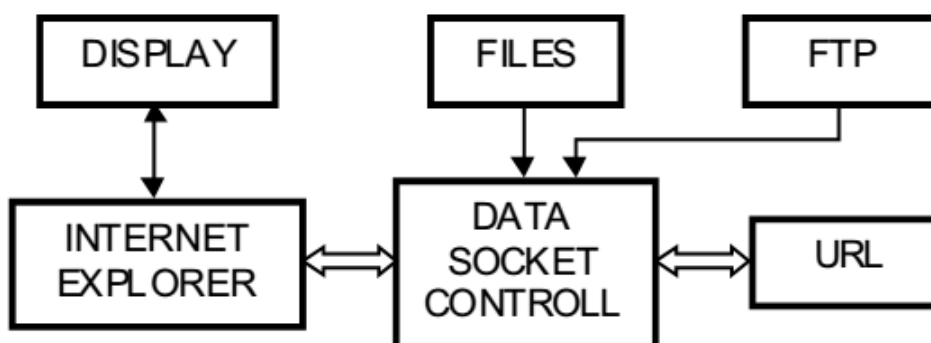 DISPLAY
FILES
FTP
INTERNET
EXPLORER
DATA
SOCKET
CONTROLL
URL